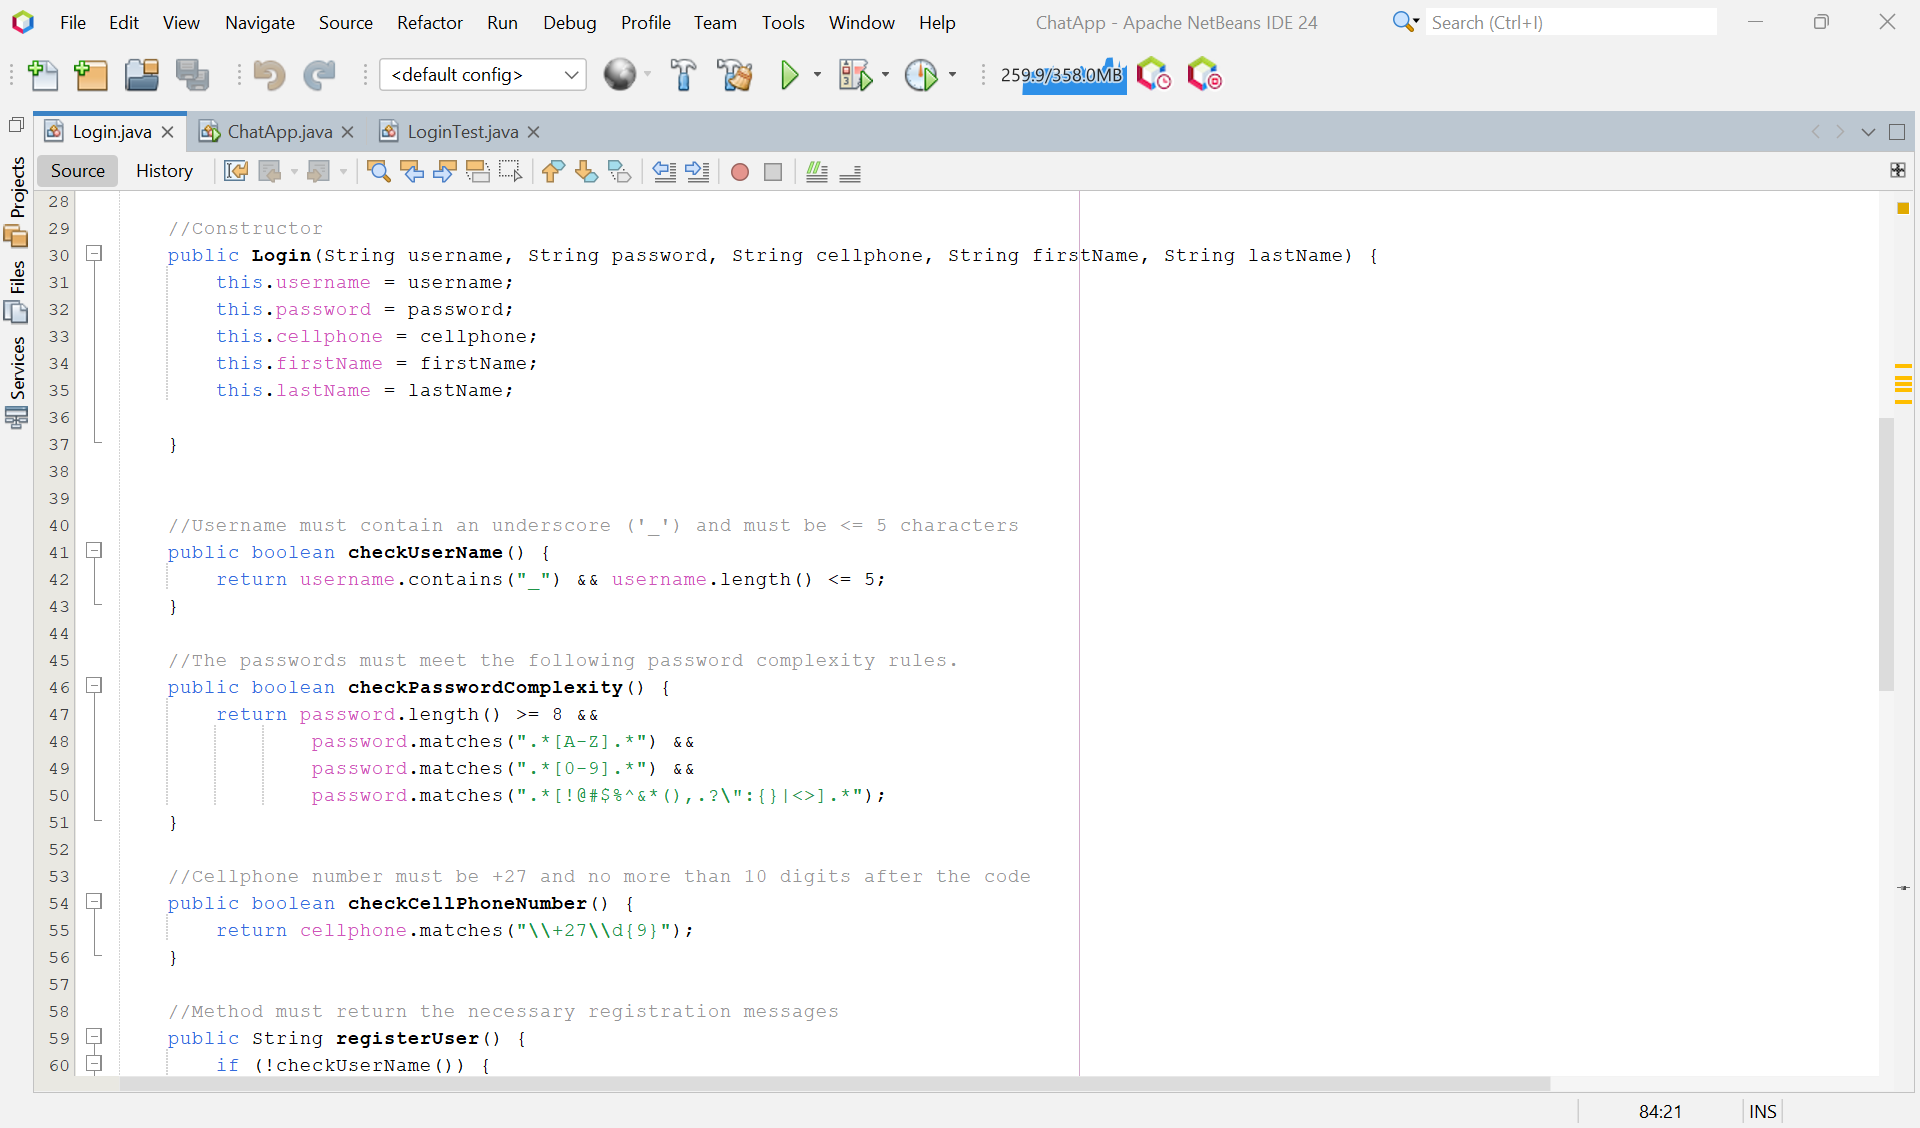 File Edit View Navigate Source Refactor Run Debug Profile Team Tools Window Help ChatApp - Apache NetBeans IDE 24 Search (Ctrl+I)
<default config> 259.9/358.0MB
Login.java ChatApp.java LoginTest.java
Source History
Projects
Files
Services
28
29 //Constructor
30 public Login(String username, String password, String cellphone, String firstName, String lastName) {
31 this.username = username;
32 this.password = password;
33 this.cellphone = cellphone;
34 this.firstName = firstName;
35 this.lastName = lastName;
36
37 }
38
39
40 //Username must contain an underscore ('_') and must be <= 5 characters
41 public boolean checkUserName() {
42 return username.contains("_") && username.length() <= 5;
43 }
44
45 //The passwords must meet the following password complexity rules.
46 public boolean checkPasswordComplexity() {
47 return password.length() >= 8 &&
48 password.matches(".*[A-Z].*") &&
49 password.matches(".*[0-9].*") &&
50 password.matches(".*[!@#$%^&*(),.?\":{}|<>].*");
51 }
52
53 //Cellphone number must be +27 and no more than 10 digits after the code
54 public boolean checkCellPhoneNumber() {
55 return cellphone.matches("\\+27\\d{9}");
56 }
57
58 //Method must return the necessary registration messages
59 public String registerUser() {
60 if (!checkUserName()) {
84:21 INS